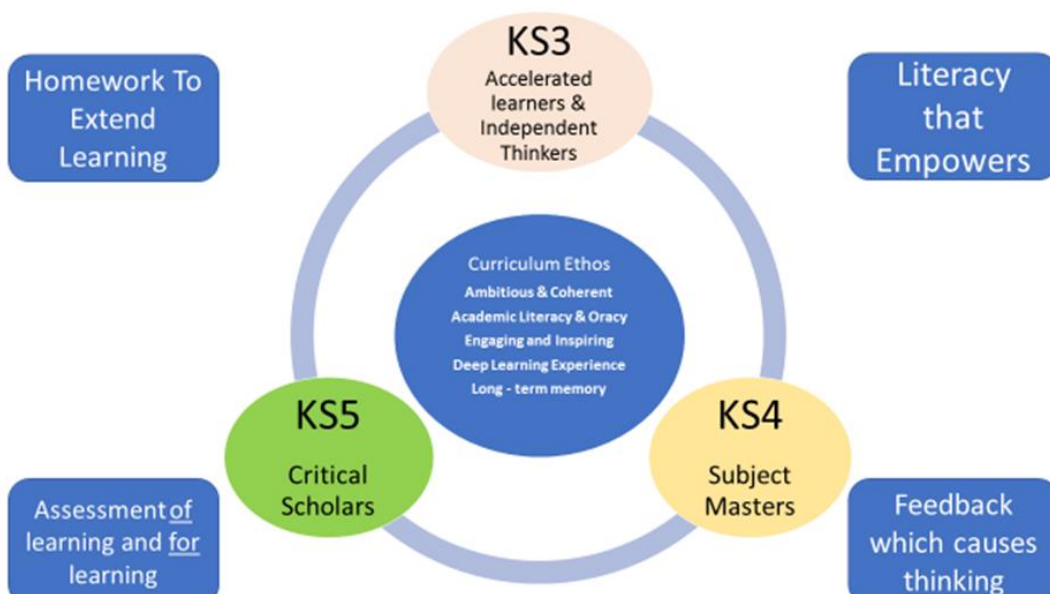 KS3
Accelerated
learners &
Independent
Thinkers
Homework To
Extend
Learning
Literacy
that
Empowers
Curriculum Ethos
Ambitious & Coherent
Academic Literacy & Oracy
Engaging and Inspiring
Deep Learning Experience
Long - term memory
KS5
Critical
Scholars
KS4
Subject
Masters
Assessment of
learning and for
learning
Feedback
which causes
thinking